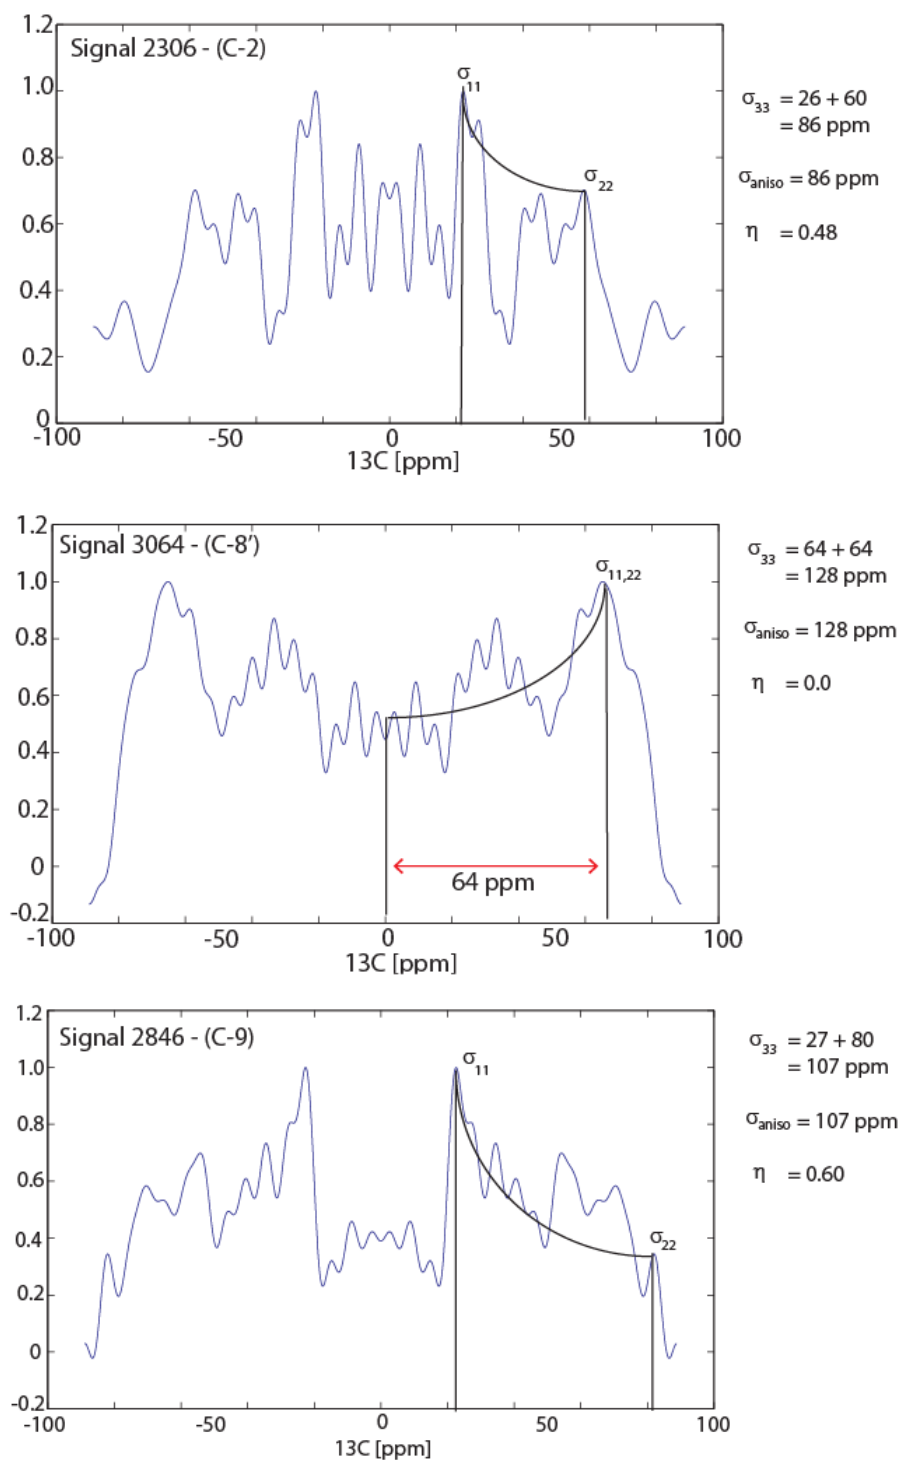 1.2
Signal 2306 - (C-2)
σ11
1.0
σ33 = 26 + 60
= 86 ppm
0.8
σ22
σaniso = 86 ppm
0.6
η = 0.48
0.4
0.2
0
-100 -50 0 50 100
13C [ppm]
1.2
Signal 3064 - (C-8')
σ11,22
σ33 = 64 + 64
= 128 ppm
1.0
σaniso = 128 ppm
0.8
η = 0.0
0.6
0.4
0.2
0
64 ppm
-0.2
-100 -50 0 50 100
13C [ppm]
1.2
Signal 2846 - (C-9)
σ11
σ33 = 27 + 80
= 107 ppm
1.0
σaniso = 107 ppm
0.8
η = 0.60
0.6
0.4
σ22
0.2
0
-0.2
-100 -50 0 50 100
13C [ppm]